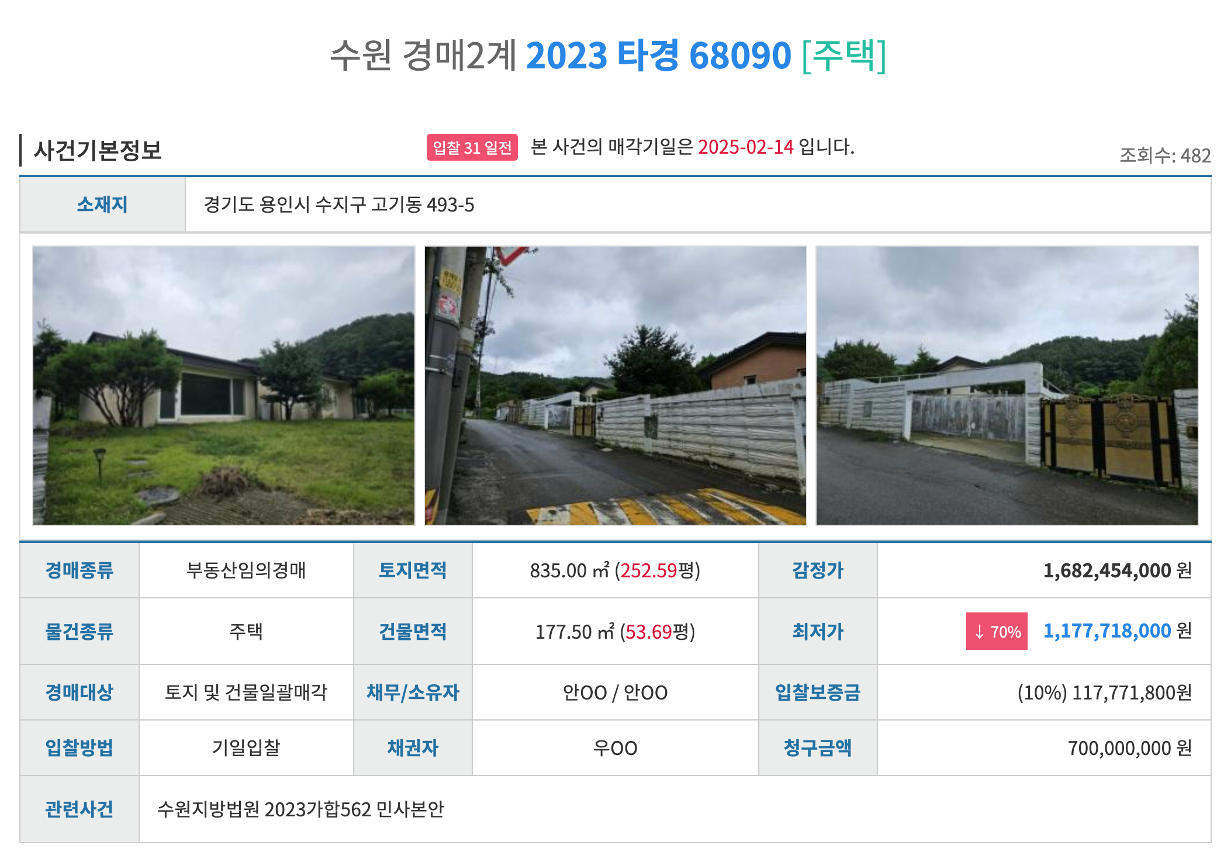 수원 경매2계 2023 타경 68090 [주택]
사건기본정보
입찰 31 일전 본 사건의 매각기일은 2025-02-14 입니다.
조회수: 482
소재지 경기도 용인시 수지구 고기동 493-5
경매종류 부동산임의경매 토지면적 835.00 ㎡ (252.59평) 감정가 1,682,454,000 원
물건종류 주택 건물면적 177.50 ㎡ (53.69평) 최저가 ↓ 70% 1,177,718,000 원
경매대상 토지 및 건물일괄매각 채무/소유자 안OO / 안OO 입찰보증금 (10%) 117,771,800원
입찰방법 기일입찰 채권자 우OO 청구금액 700,000,000 원
관련사건 수원지방법원 2023가합562 민사본안